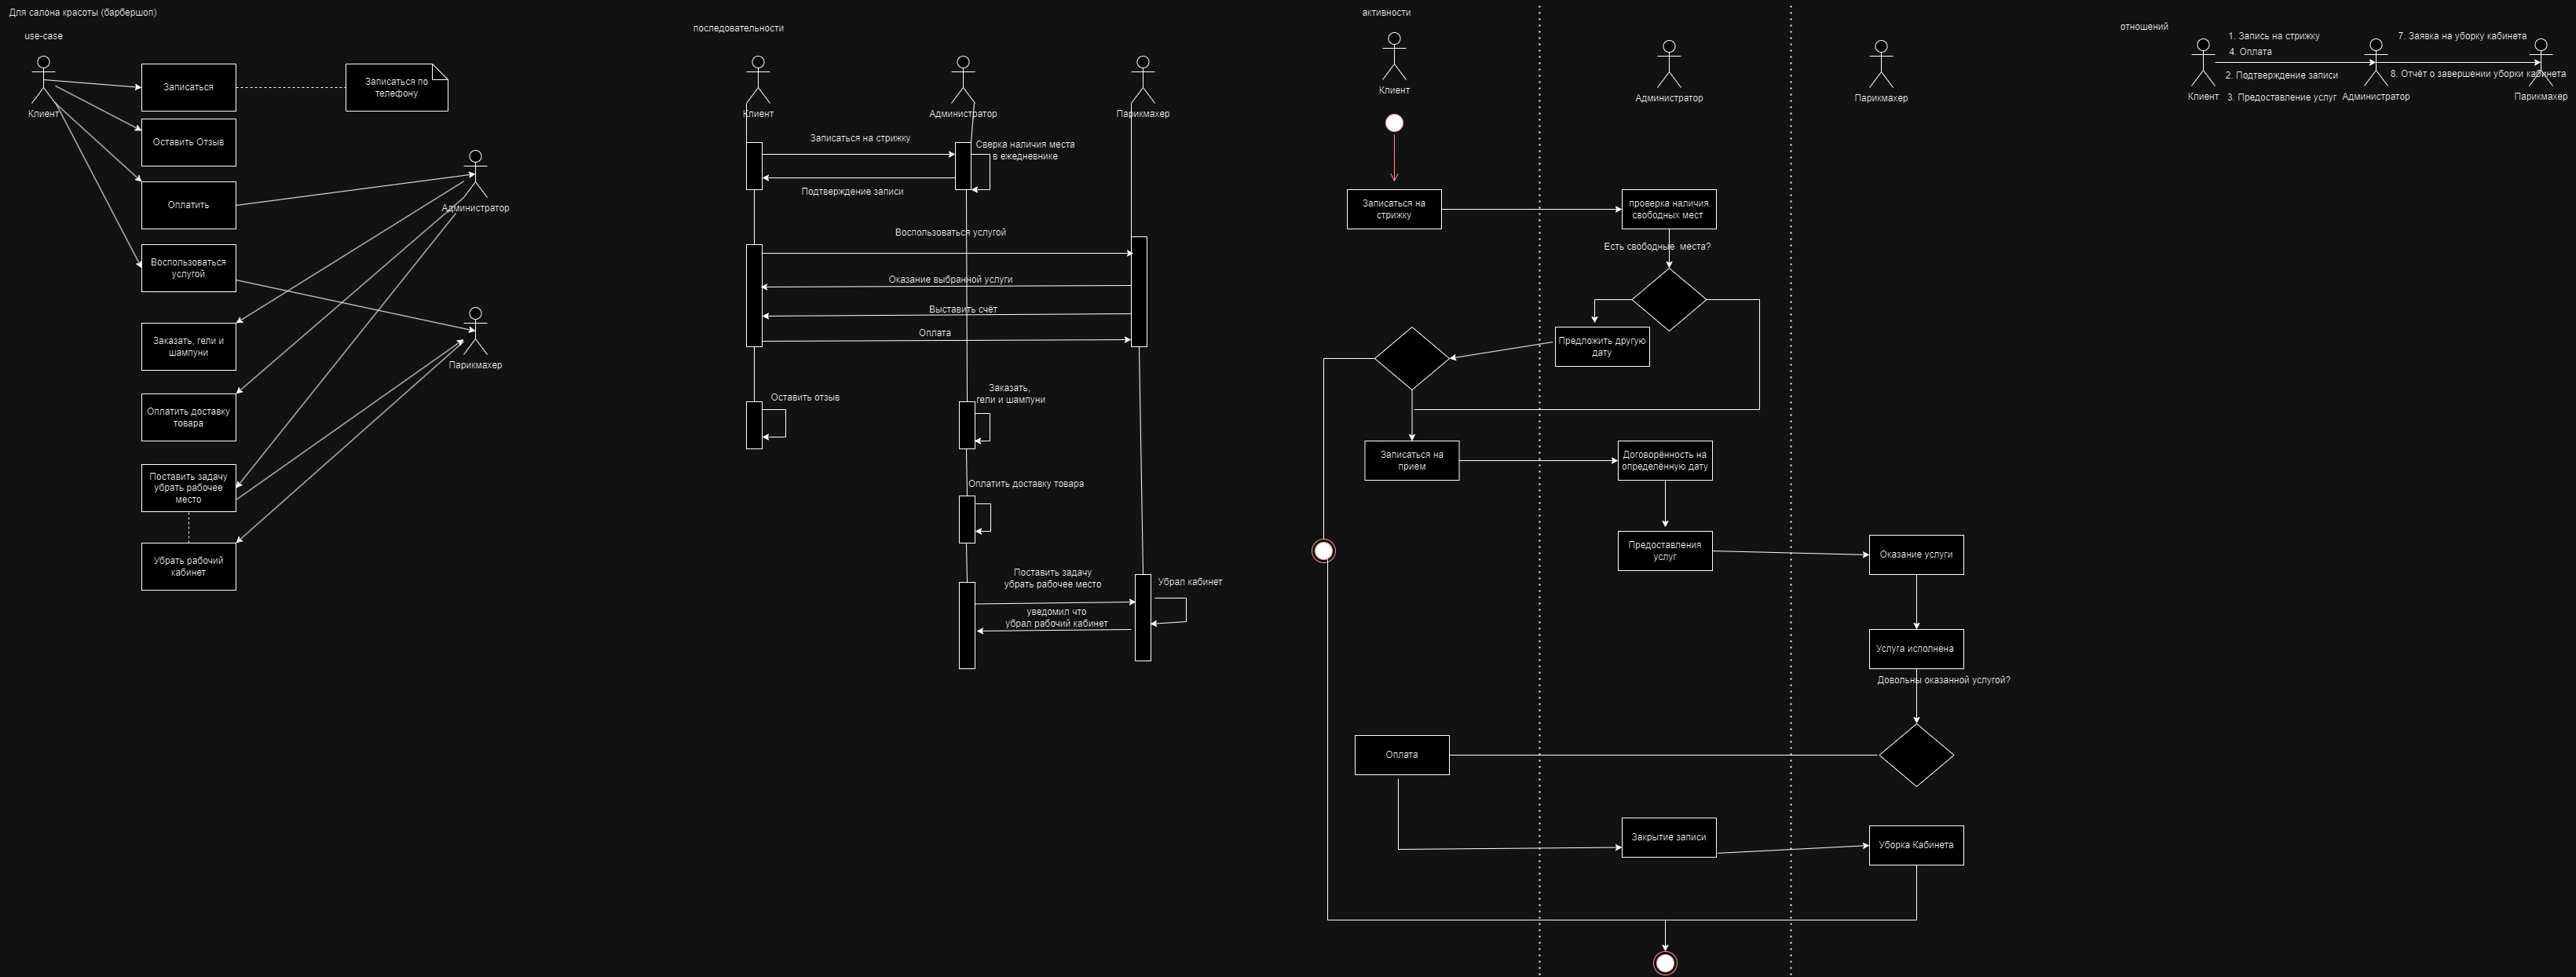 Для салона красоты (барбершоп)
use-case
Клиент
Записаться
Записаться по
телефону
Оставить Отзыв
Оплатить
Администратор
Воспользоваться
услугой
Заказать, гели и
шампуни
Парикмахер
Оплатить доставку
товара
Поставить задачу
убрать рабочее
место
Убрать рабочий
кабинет
последовательности
Клиент
Администратор
Парикмахер
Записаться на стрижку
Сверка наличия места
в ежедневнике
Подтверждение записи
Воспользоваться услугой
Оказание выбранной услуги
Выставить счёт
Оплата
Оставить отзыв
Заказать,
гели и шампуни
Оплатить доставку товара
Поставить задачу
убрать рабочее место
Убрал кабинет
уведомил что
убрал рабочий кабинет
активности
Клиент
Администратор
Парикмахер
Записаться на
стрижку
проверка наличия
свободных мест
Есть свободные места?
Предложить другую
дату
Записаться на
прием
Договорённость на
определённую дату
Предоставления
услуг
Оказание услуги
Услуга исполнена
Довольны оказанной услугой?
Оплата
Закрытие записи
Уборка Кабинета
отношений
1. Запись на стрижку
4. Оплата
2. Подтверждение записи
3. Предоставление услуг
Клиент
7. Заявка на уборку кабинета
8. Отчёт о завершении уборки кабинета
Администратор
Парикмахер